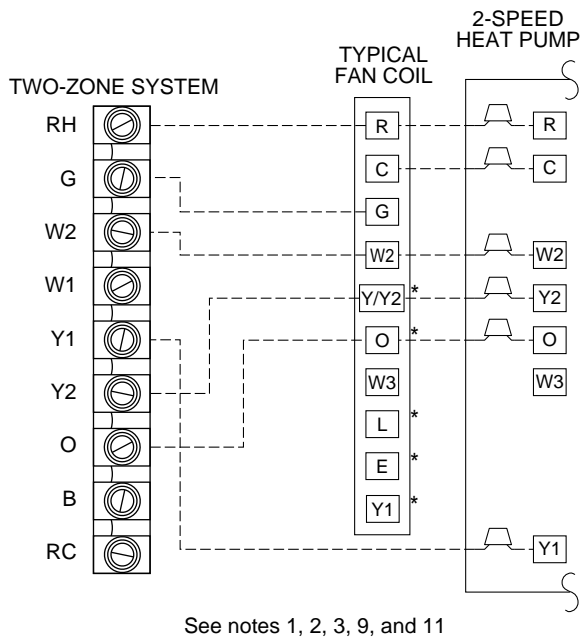 2-SPEED
HEAT PUMP
TYPICAL
FAN COIL
TWO-ZONE SYSTEM
RH
G
W2
W1
Y1
Y2
O
B
RC
R
C
G
W2
Y/Y2 *
O *
W3
L *
E *
Y1 *
R
C
W2
Y2
O
W3
Y1
See notes 1, 2, 3, 9, and 11